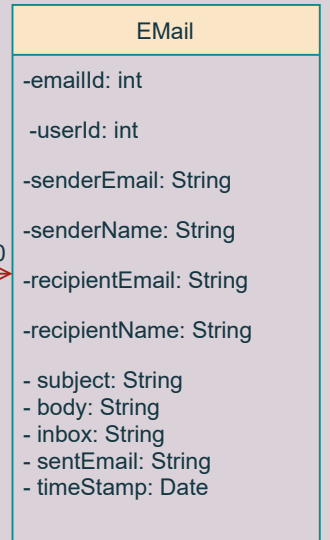 EMail
-emailId: int
-userId: int
-senderEmail: String
-senderName: String
0
-recipientEmail: String
-recipientName: String
- subject: String
- body: String
- inbox: String
- sentEmail: String
- timeStamp: Date